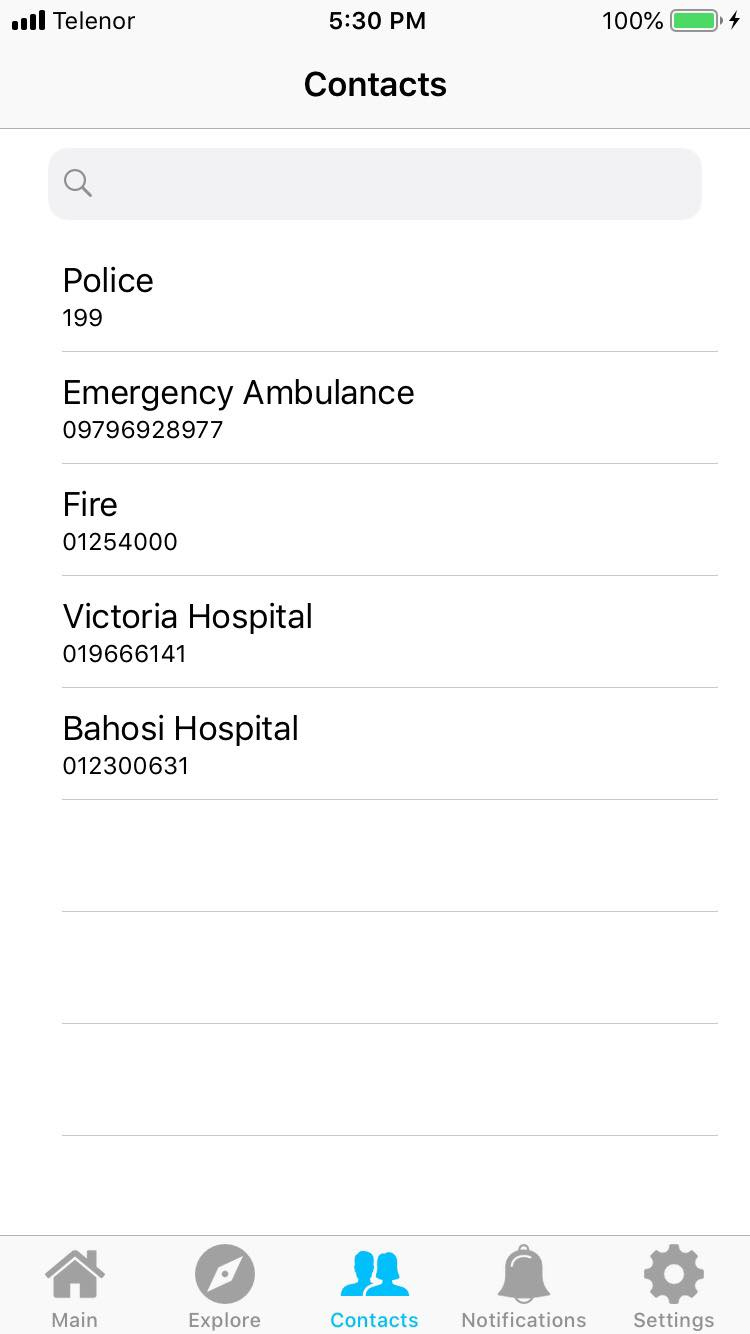 Telenor 5:30 PM 100%
Contacts
Police
199
Emergency Ambulance
09796928977
Fire
01254000
Victoria Hospital
019666141
Bahosi Hospital
012300631
Main Explore Contacts Notifications Settings